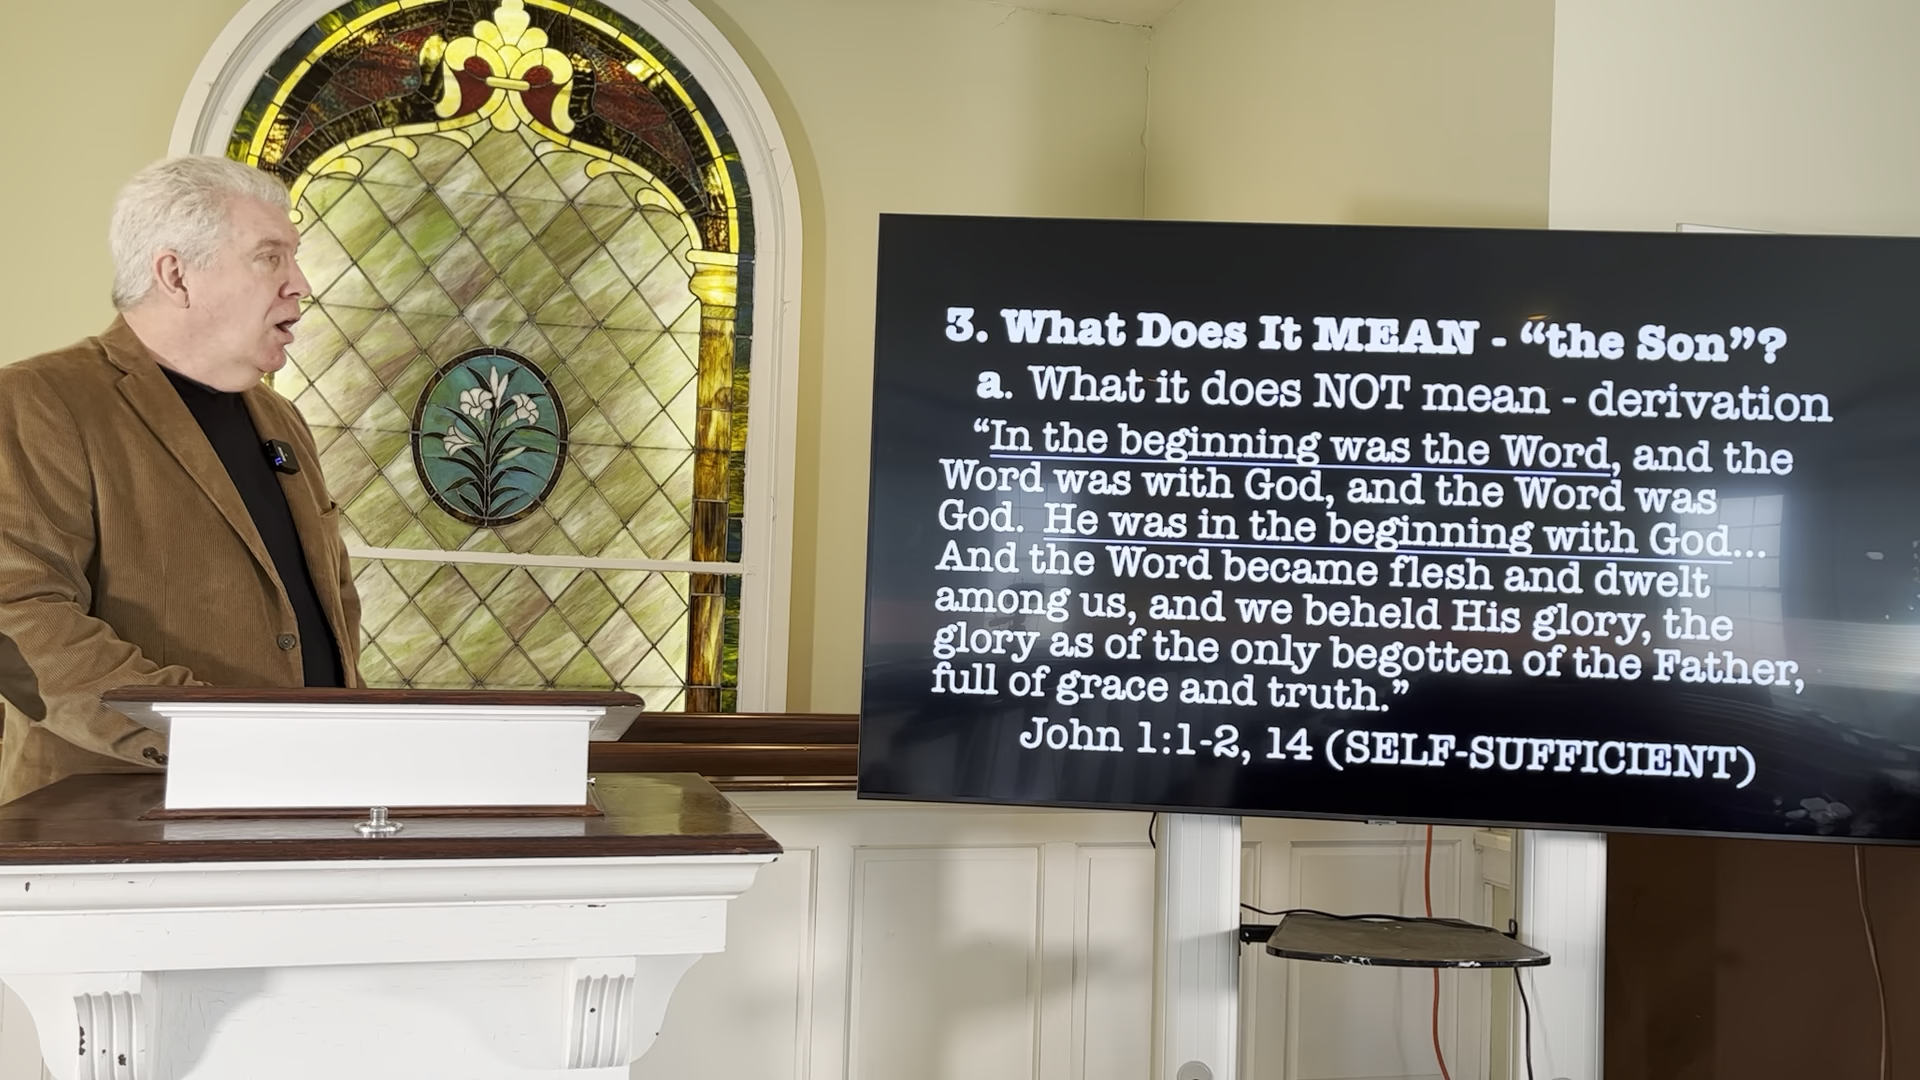 3. What Does It MEAN - “the Son”?
a. What it does NOT mean - derivation
“In the beginning was the Word, and the
Word was with God, and the Word was
God. He was in the beginning with God...
And the Word became flesh and dwelt
among us, and we beheld His glory, the
glory as of the only begotten of the Father,
full of grace and truth.”
John 1:1-2, 14 (SELF-SUFFICIENT)